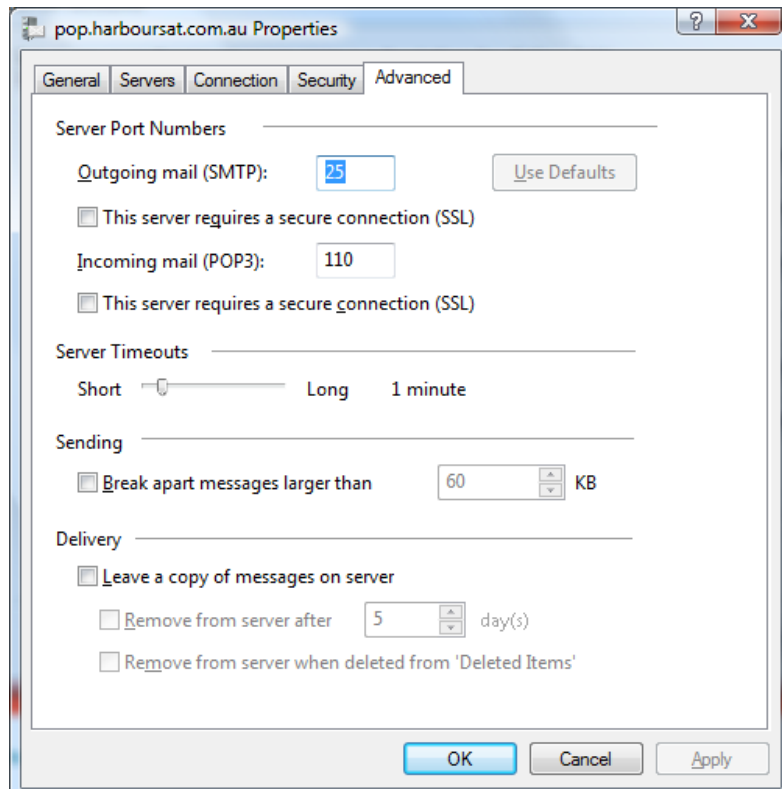 pop.harboursat.com.au Properties
? X
General Servers Connection Security Advanced
Server Port Numbers
Outgoing mail (SMTP): 25 Use Defaults
This server requires a secure connection (SSL)
Incoming mail (POP3): 110
This server requires a secure connection (SSL)
Server Timeouts
Short Long 1 minute
Sending
Break apart messages larger than 60 KB
Delivery
Leave a copy of messages on server
Remove from server after 5 day(s)
Remove from server when deleted from 'Deleted Items'
OK Cancel Apply